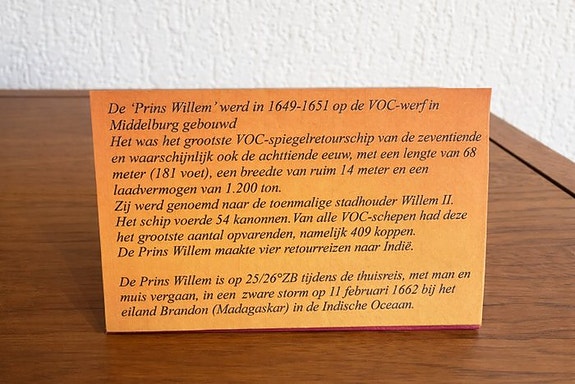 De ‘Prins Willem’ werd in 1649-1651 op de VOC-werf in
Middelburg gebouwd
Het was het grootste VOC-spiegelretourschip van de zeventiende
en waarschijnlijk ook de achttiende eeuw, met een lengte van 68
meter (181 voet), een breedte van ruim 14 meter en een
laadvermogen van 1.200 ton.
Zij werd genoemd naar de toenmalige stadhouder Willem II.
Het schip voerde 54 kanonnen. Van alle VOC-schepen had deze
het grootste aantal opvarenden, namelijk 409 koppen.
De Prins Willem maakte vier retourreizen naar Indië.
De Prins Willem is op 25/26°ZB tijdens de thuisreis, met man en
muis vergaan, in een zware storm op 11 februari 1662 bij het
eiland Brandon (Madagaskar) in de Indische Oceaan.